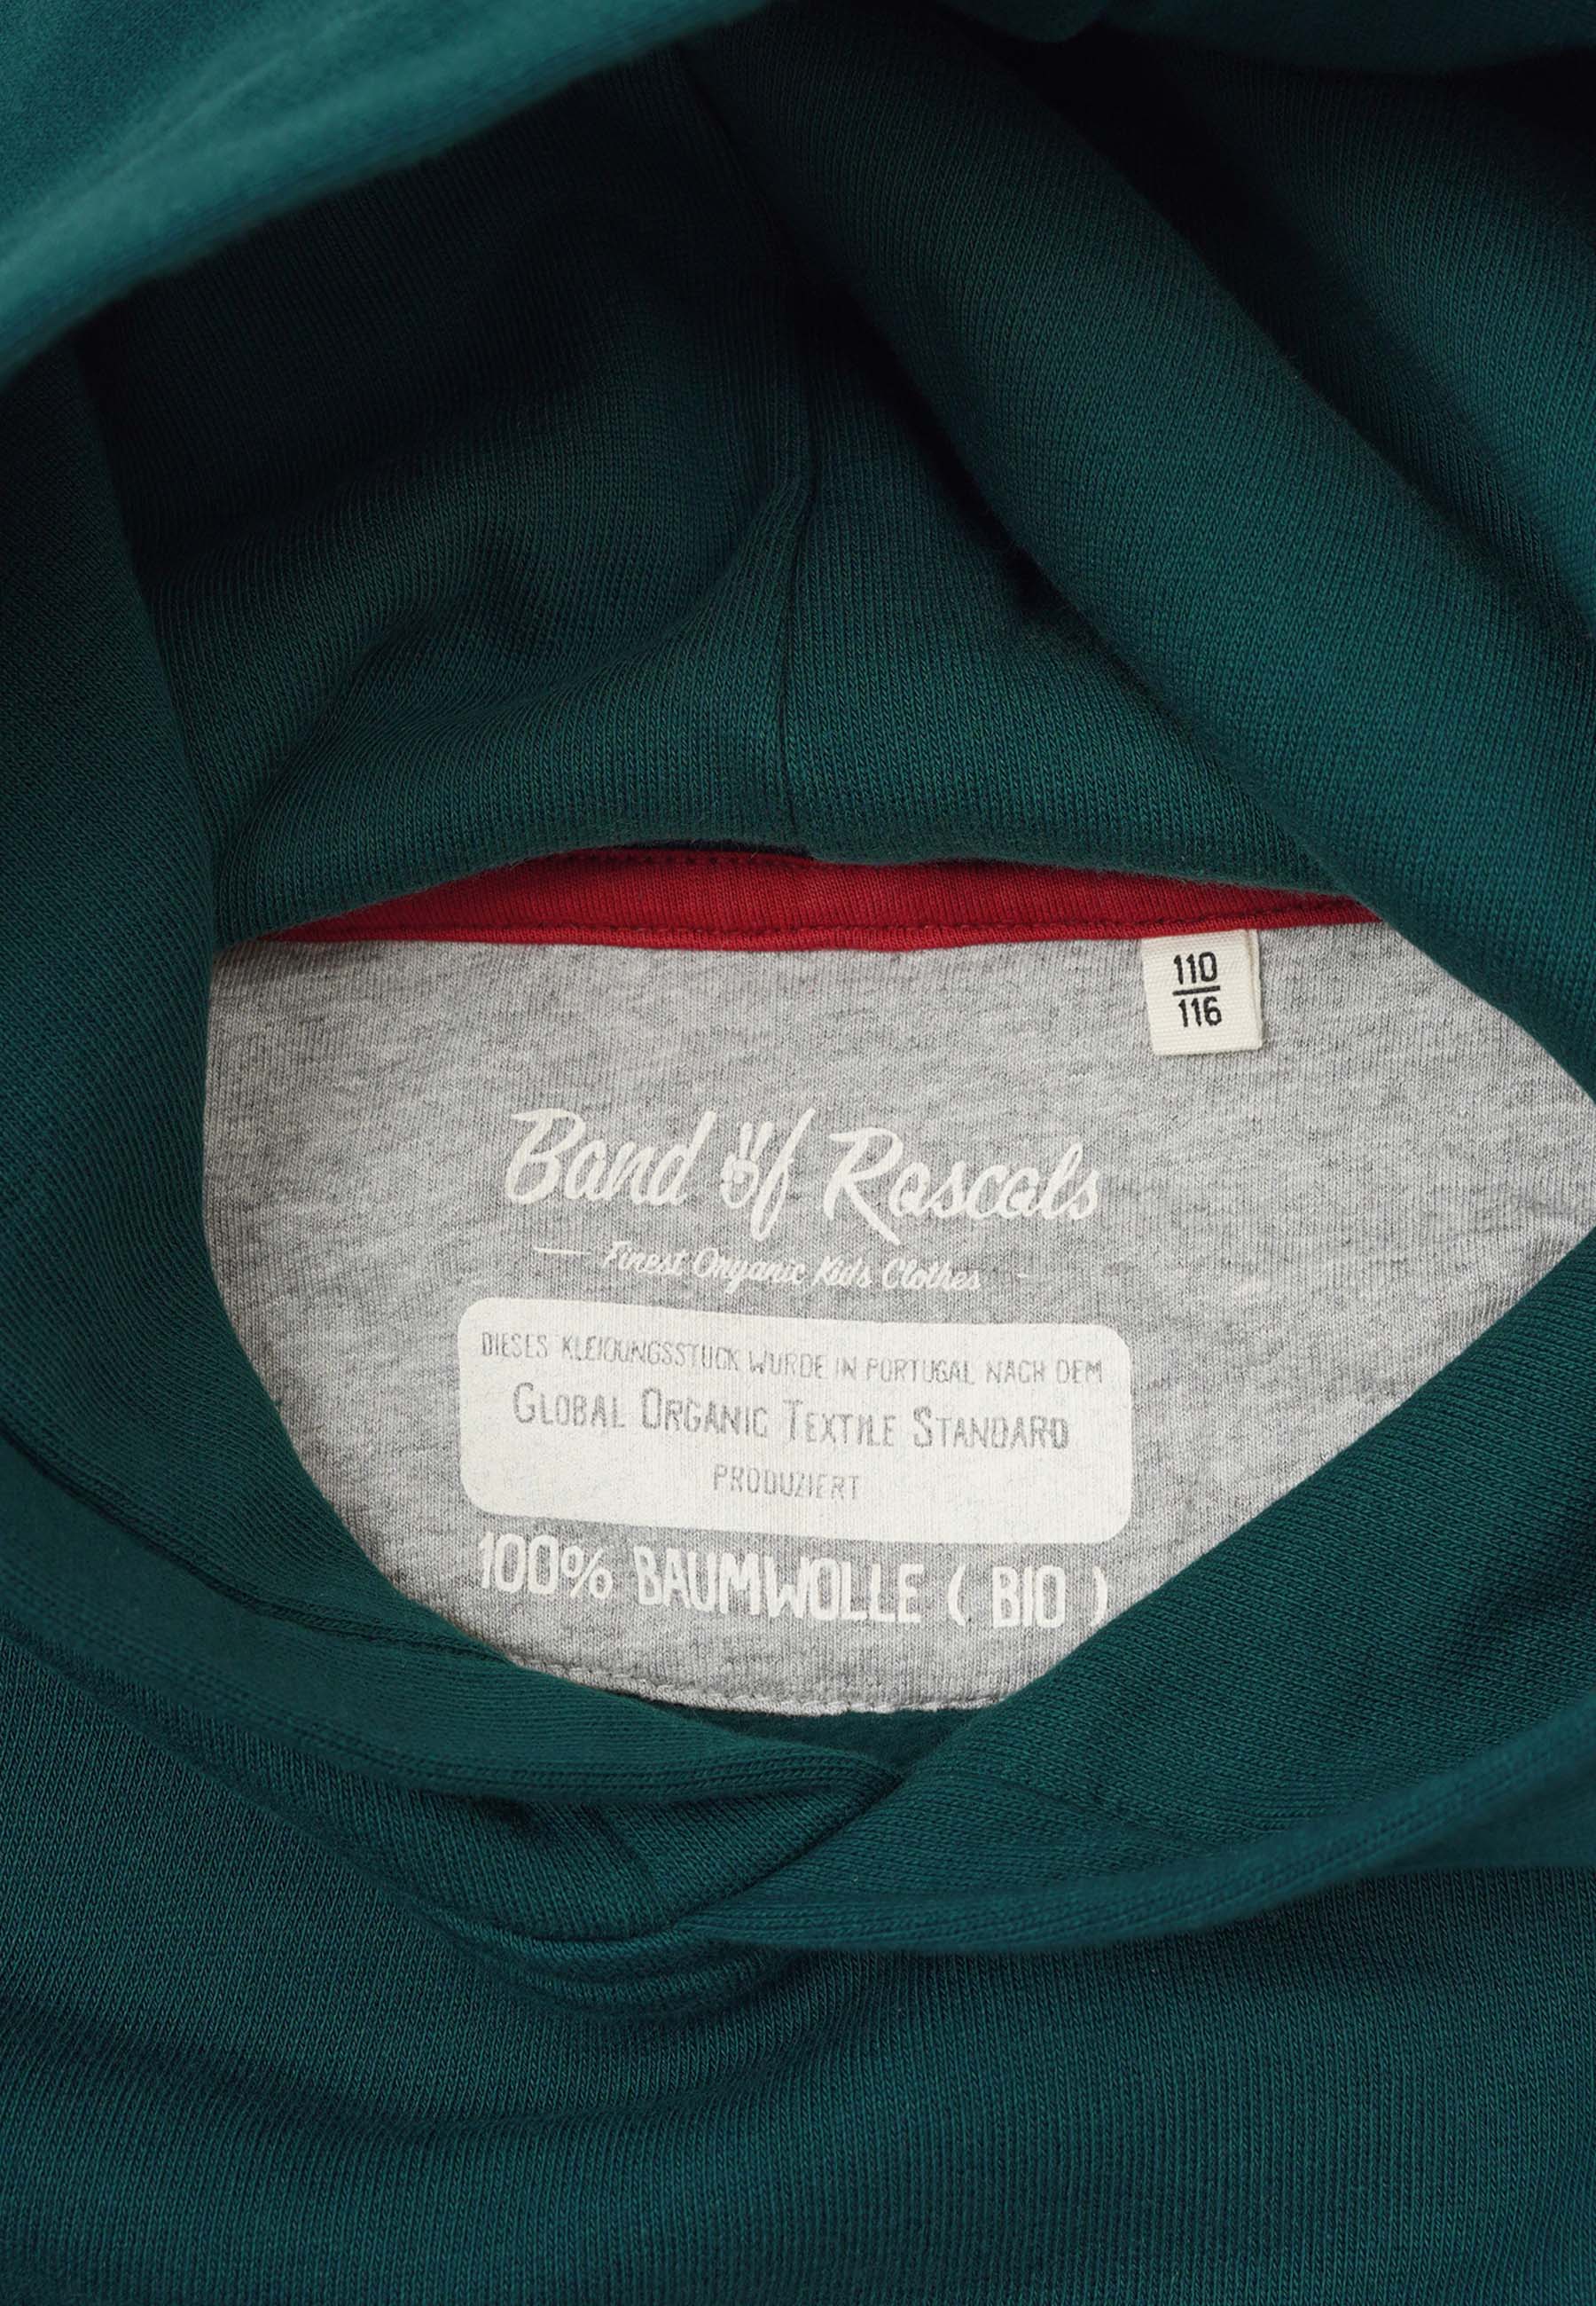 110
116
Band of Rascals
Finest Organic Kid's Clothes
DIESES KLEIDUNGSSTÜCK WURDE IN PORTUGAL NACH DEM
GLOBAL ORGANIC TEXTILE STANDARD
PRODUZIERT
100% BAUMWOLLE ( BIO )